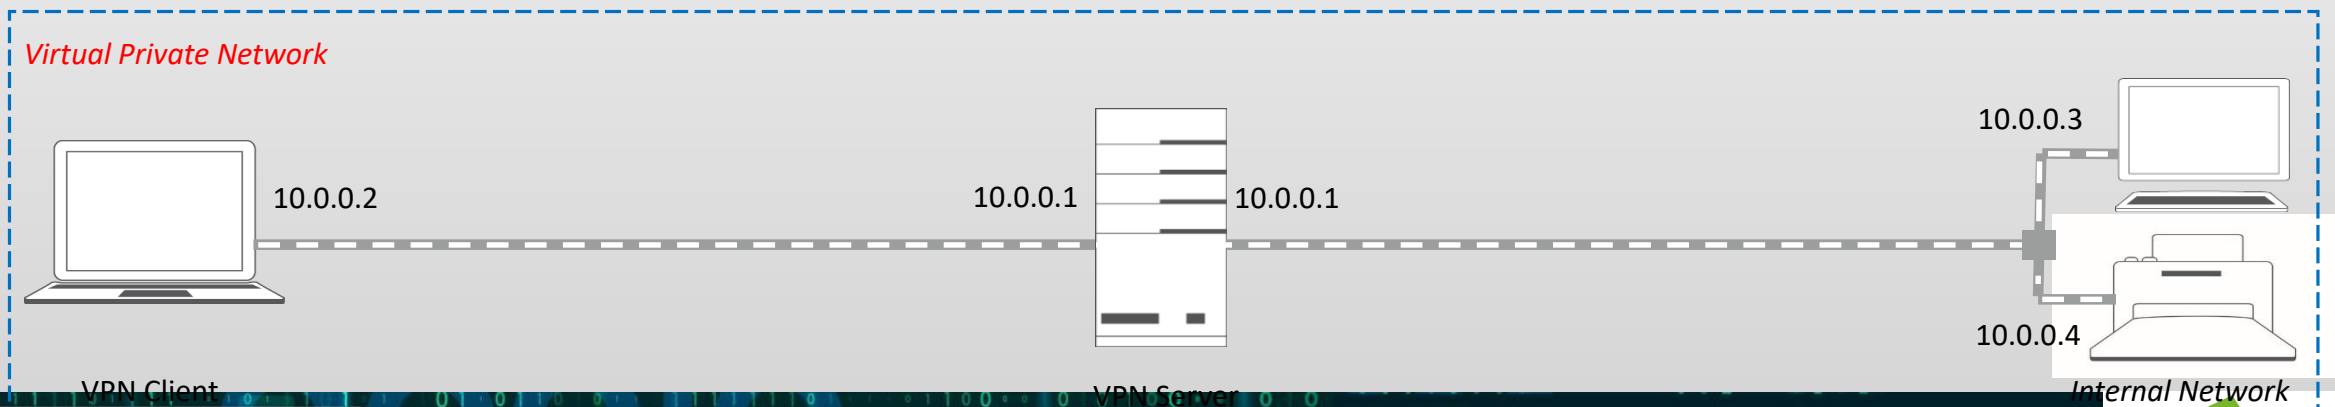 Virtual Private Network
10.0.0.3
10.0.0.2
10.0.0.1
10.0.0.1
10.0.0.4
VPN Client
VPN Server
Internal Network